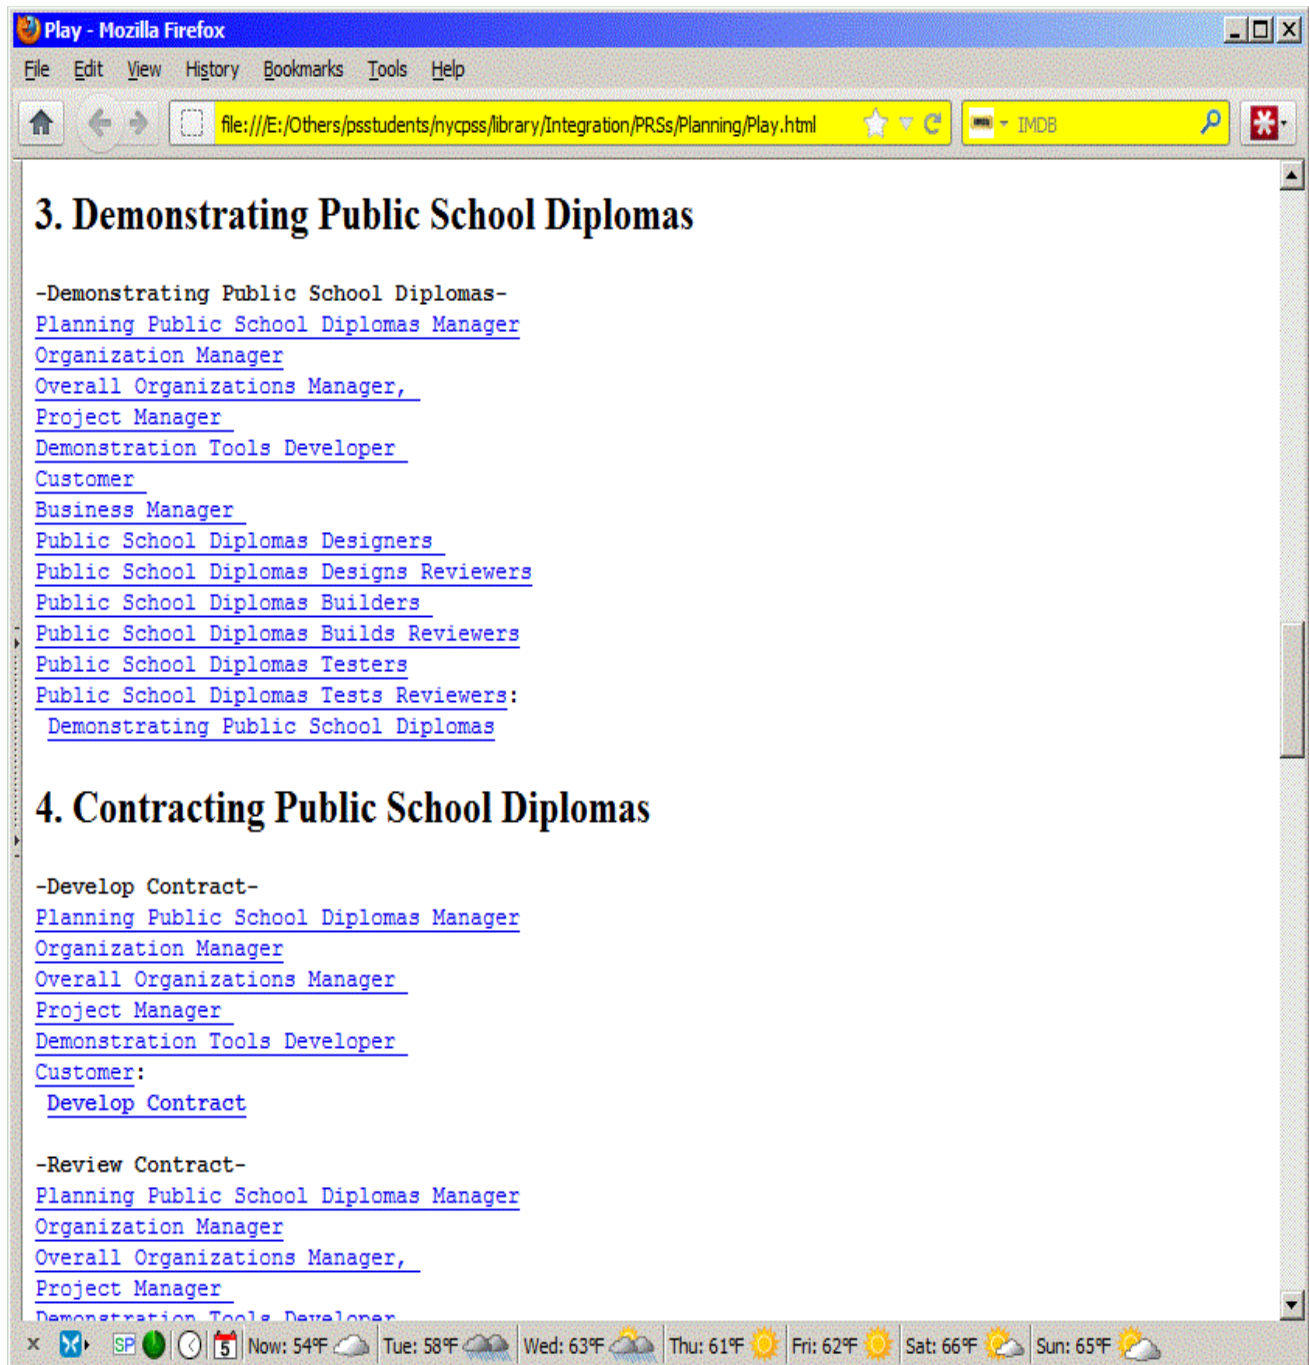 Play - Mozilla Firefox
File Edit View History Bookmarks Tools Help
file:///E:/Others/psstudents/nycpss/library/Integration/PRSs/Planning/Play.html IMDB
3. Demonstrating Public School Diplomas
-Demonstrating Public School Diplomas-
Planning Public School Diplomas Manager
Organization Manager
Overall Organizations Manager,
Project Manager
Demonstration Tools Developer
Customer
Business Manager
Public School Diplomas Designers
Public School Diplomas Designs Reviewers
Public School Diplomas Builders
Public School Diplomas Builds Reviewers
Public School Diplomas Testers
Public School Diplomas Tests Reviewers:
Demonstrating Public School Diplomas
4. Contracting Public School Diplomas
-Develop Contract-
Planning Public School Diplomas Manager
Organization Manager
Overall Organizations Manager
Project Manager
Demonstration Tools Developer
Customer:
Develop Contract
-Review Contract-
Planning Public School Diplomas Manager
Organization Manager
Overall Organizations Manager,
Project Manager
Demonstration Tools Developer
SP 5 Now: 54°F Tue: 58°F Wed: 63°F Thu: 61°F Fri: 62°F Sat: 66°F Sun: 65°F